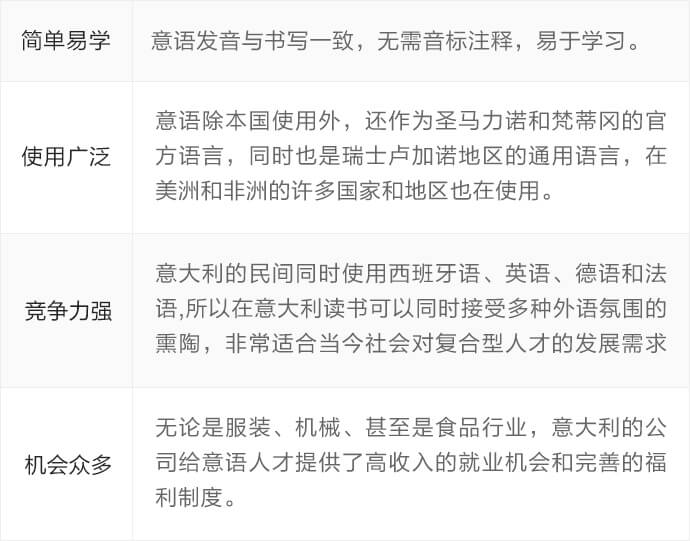 简单易学
意语发音与书写一致，无需音标注释，易于学习。
使用广泛
意语除本国使用外，还作为圣马力诺和梵蒂冈的官
方语言，同时也是瑞士卢加诺地区的通用语言，在
美洲和非洲的许多国家和地区也在使用。
竞争力强
意大利的民间同时使用西班牙语、英语、德语和法
语,所以在意大利读书可以同时接受多种外语氛围的
熏陶，非常适合当今社会对复合型人才的发展需求
机会众多
无论是服装、机械、甚至是食品行业，意大利的公
司给意语人才提供了高收入的就业机会和完善的福
利制度。